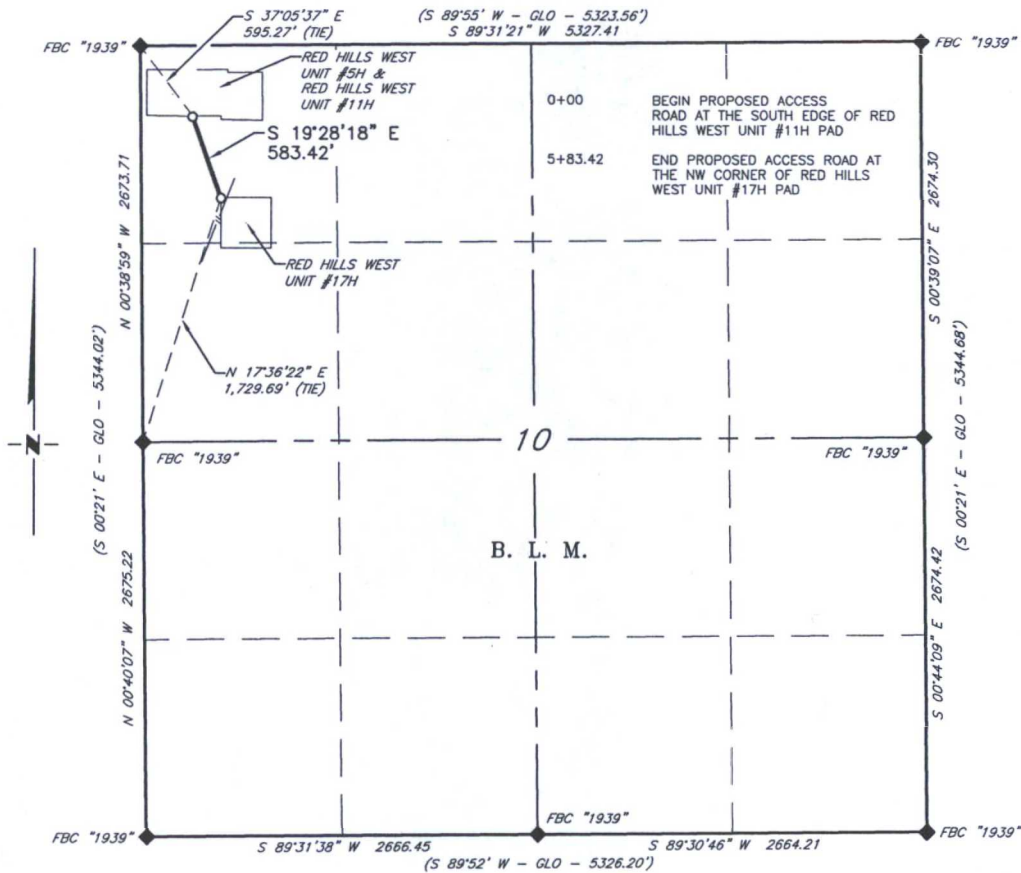 S 37°05'37" E
595.27' (TIE)
(S 89°55' W - GLO - 5323.56')
S 89°31'21" W 5327.41
FBC "1939"
FBC "1939"
RED HILLS WEST
UNIT #5H &
RED HILLS WEST
UNIT #11H
0+00 BEGIN PROPOSED ACCESS
ROAD AT THE SOUTH EDGE OF RED
HILLS WEST UNIT #11H PAD
S 19°28'18" E
583.42'
5+83.42 END PROPOSED ACCESS ROAD AT
THE NW CORNER OF RED HILLS
WEST UNIT #17H PAD
N 00°38'59" W 2673.71
S 00°39'07" E 2674.30
RED HILLS WEST
UNIT #17H
(S 00°21' E - GLO - 5344.02')
(S 00°21' E - GLO - 5344.68')
N 17°36'22" E
1,729.69' (TIE)
N
10
FBC "1939"
FBC "1939"
B. L. M.
N 00°40'07" W 2675.22
S 00°44'09" E 2674.42
FBC "1939"
FBC "1939"
FBC "1939"
S 89°31'38" W 2666.45
S 89°30'46" W 2664.21
(S 89°52' W - GLO - 5326.20')